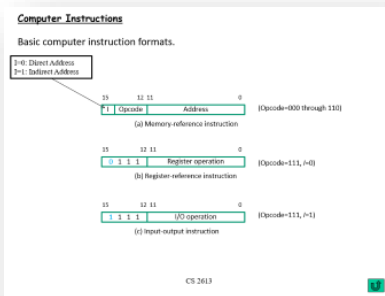 Computer Instructions
Basic computer instruction formats.
I=0: Direct Address
I=1: Indirect Address
15 12 11 0
I Opcode Address (Opcode=000 through 110)
(a) Memory-reference instruction
15 12 11 0
0 1 1 1 Register operation (Opcode=111, I=0)
(b) Register-reference instruction
15 12 11 0
1 1 1 1 I/O operation (Opcode=111, I=1)
(c) Input-output instruction
CS 2613